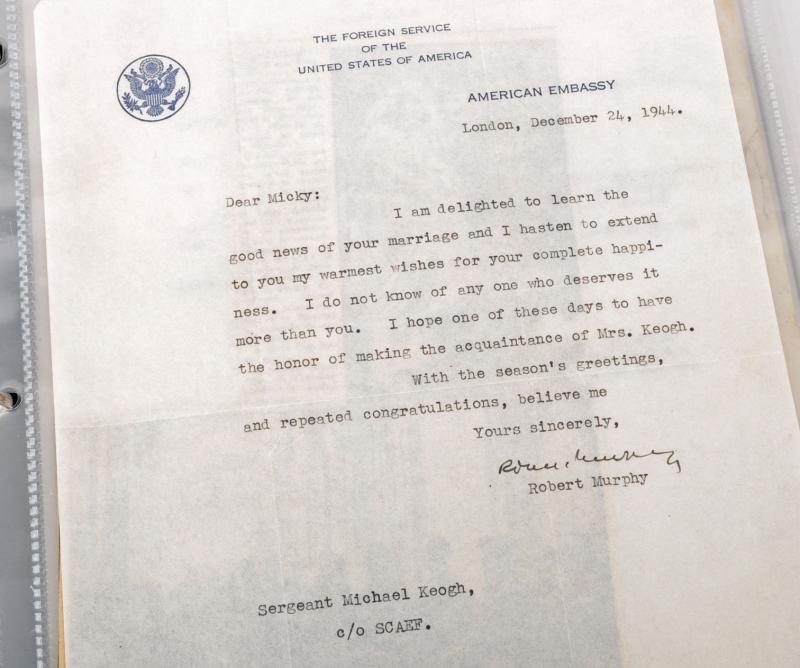 THE FOREIGN SERVICE
OF THE
UNITED STATES OF AMERICA
AMERICAN EMBASSY
London, December 24, 1944.
Dear Micky:
I am delighted to learn the
good news of your marriage and I hasten to extend
to you my warmest wishes for your complete happi-
ness. I do not know of any one who deserves it
more than you. I hope one of these days to have
the honor of making the acquaintance of Mrs. Keogh.
With the season's greetings,
and repeated congratulations, believe me
Yours sincerely,
Robert Murphy
Sergeant Michael Keogh,
c/o SCAEF.